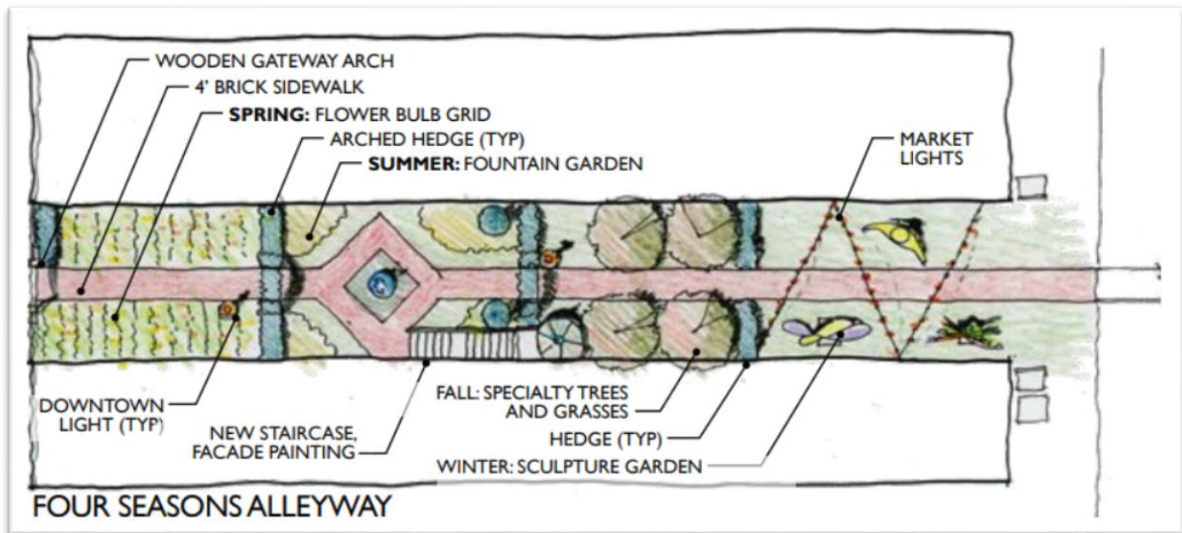 WOODEN GATEWAY ARCH
4' BRICK SIDEWALK
SPRING: FLOWER BULB GRID
ARCHED HEDGE (TYP)
SUMMER: FOUNTAIN GARDEN
MARKET
LIGHTS
DOWNTOWN
LIGHT (TYP)
NEW STAIRCASE,
FACADE PAINTING
FALL: SPECIALTY TREES
AND GRASSES
HEDGE (TYP)
WINTER: SCULPTURE GARDEN
FOUR SEASONS ALLEYWAY